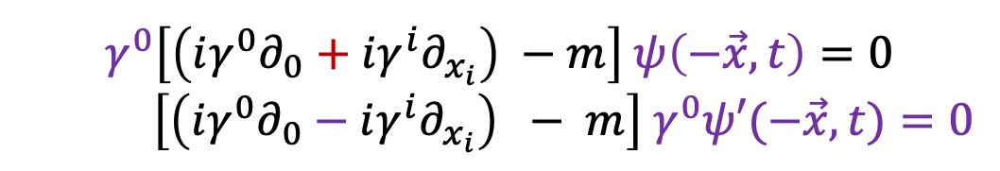 γ⁰[(iγ⁰∂₀ + iγⁱ∂ₓᵢ) − m] ψ(−x⃗, t) = 0
[(iγ⁰∂₀ − iγⁱ∂ₓᵢ) − m] γ⁰ψ′(−x⃗, t) = 0